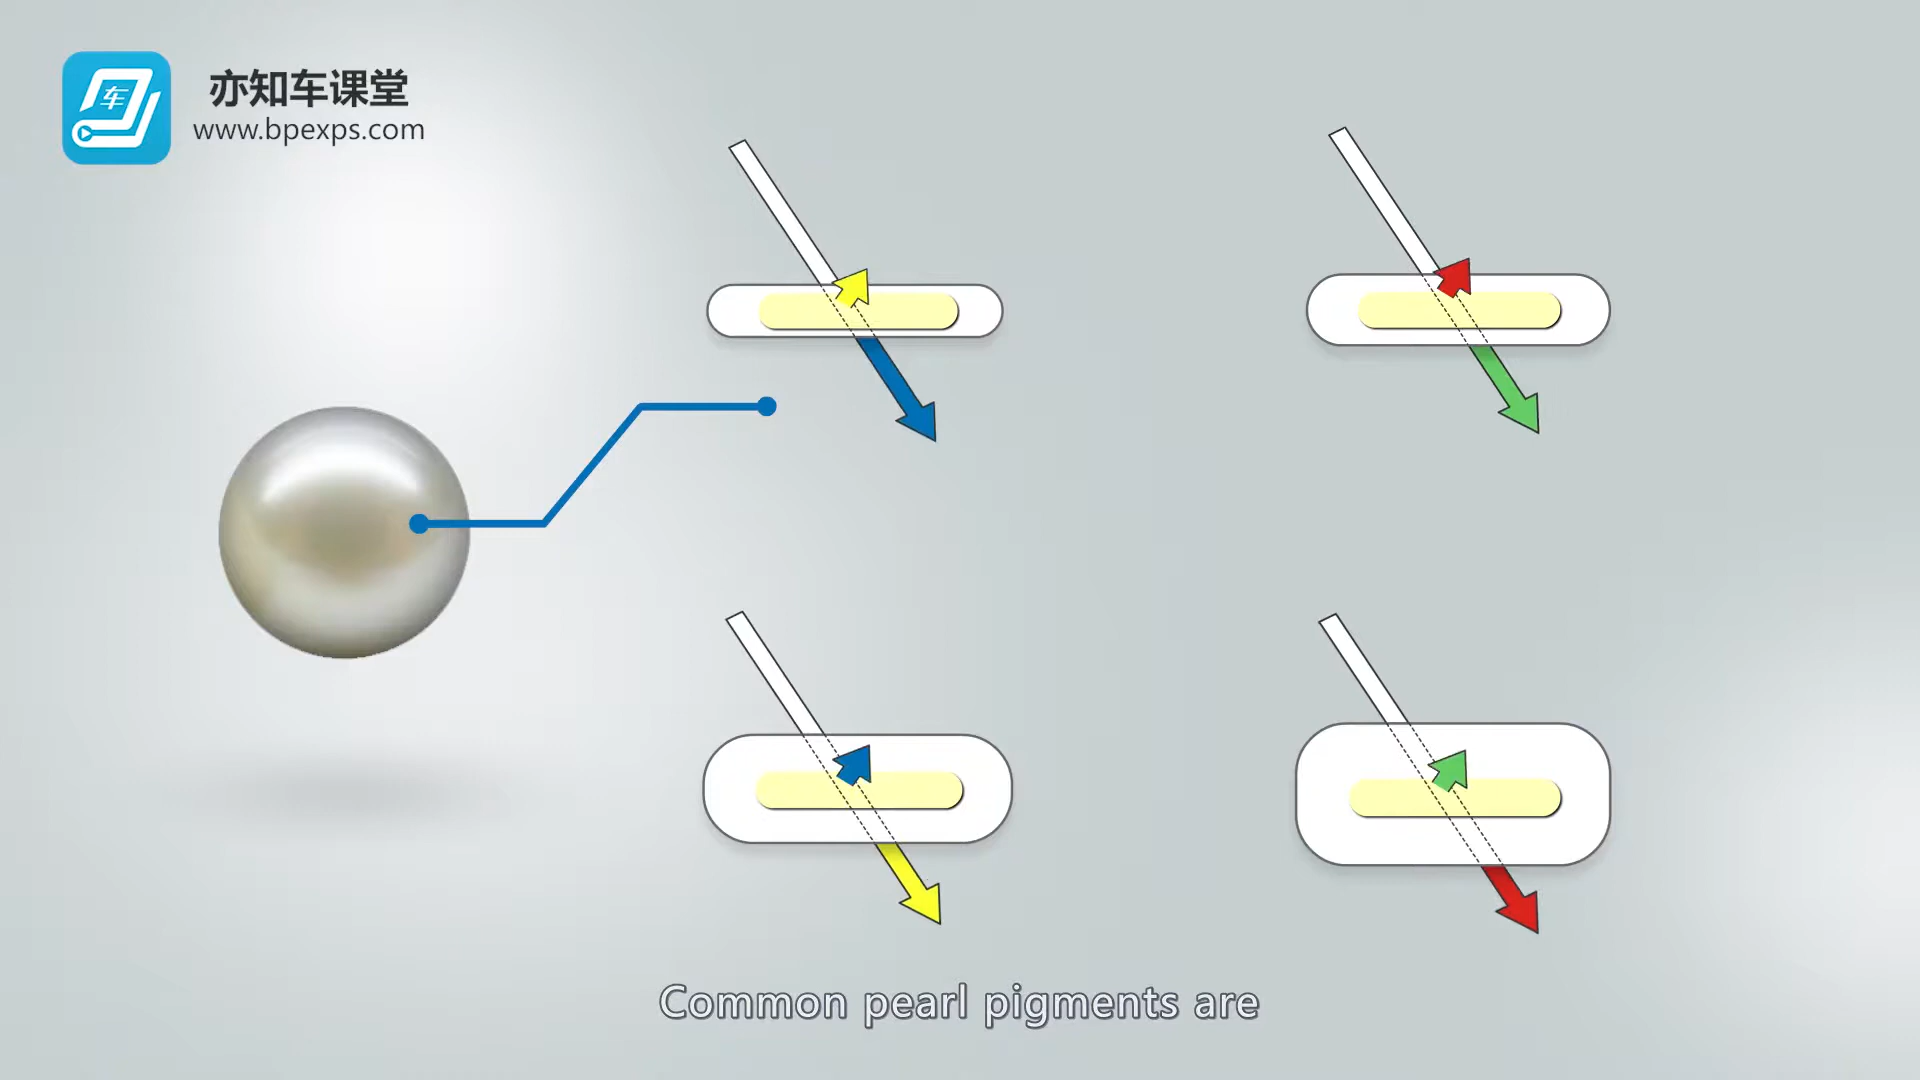 车
亦知车课堂
www.bpexps.com
Common pearl pigments are